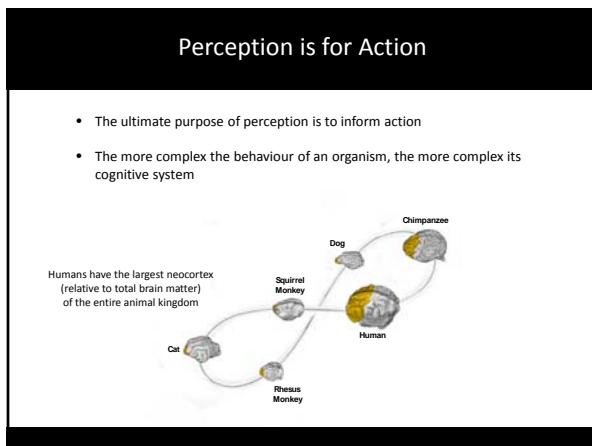 Perception is for Action
• The ultimate purpose of perception is to inform action
• The more complex the behaviour of an organism, the more complex its
cognitive system
Chimpanzee
Dog
Humans have the largest neocortex
(relative to total brain matter)
of the entire animal kingdom
Squirrel
Monkey
Human
Cat
Rhesus
Monkey